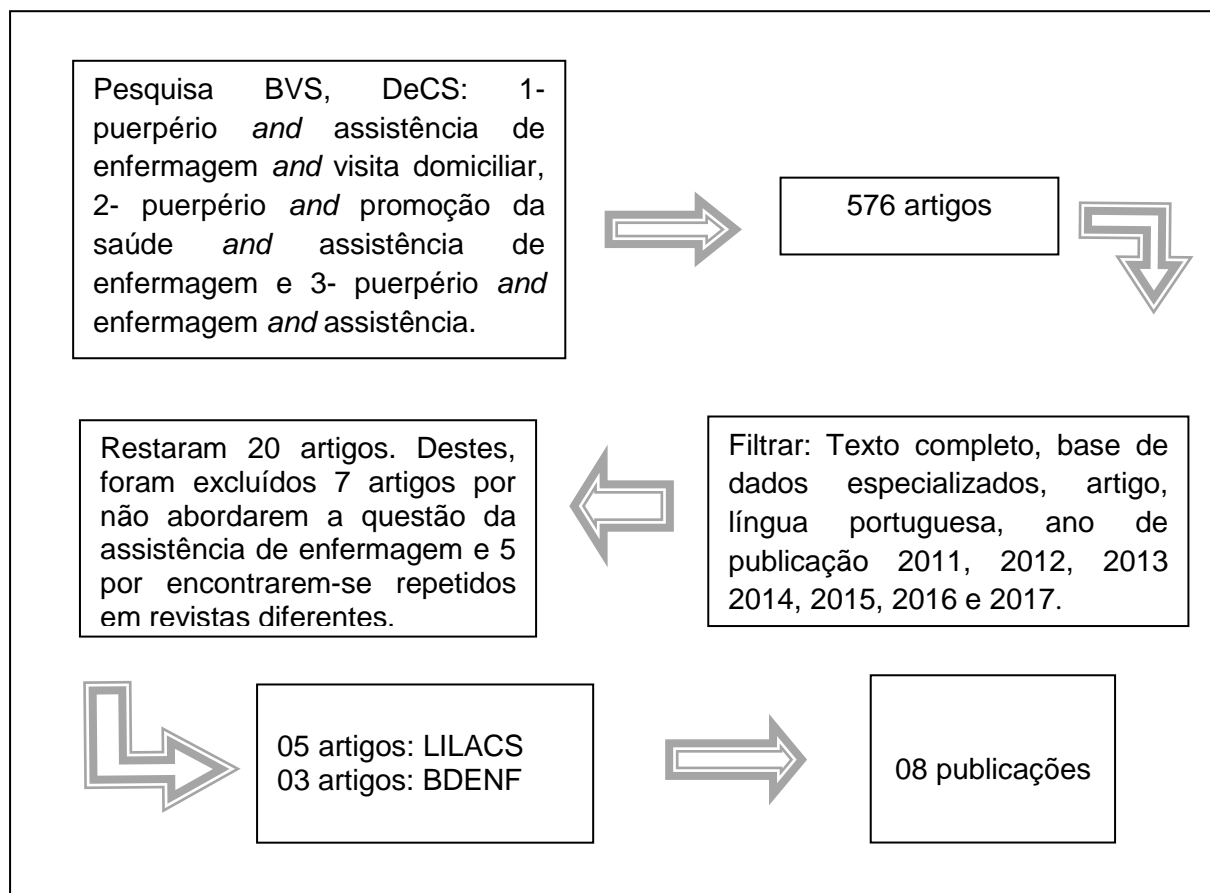 Pesquisa BVS, DeCS: 1-
puerpério and assistência de
enfermagem and visita domiciliar,
2- puerpério and promoção da
saúde and assistência de
enfermagem e 3- puerpério and
enfermagem and assistência.
576 artigos
Filtrar: Texto completo, base de
dados especializados, artigo,
língua portuguesa, ano de
publicação 2011, 2012, 2013
2014, 2015, 2016 e 2017.
Restaram 20 artigos. Destes,
foram excluídos 7 artigos por
não abordarem a questão da
assistência de enfermagem e 5
por encontrarem-se repetidos
em revistas diferentes.
05 artigos: LILACS
03 artigos: BDENF
08 publicações